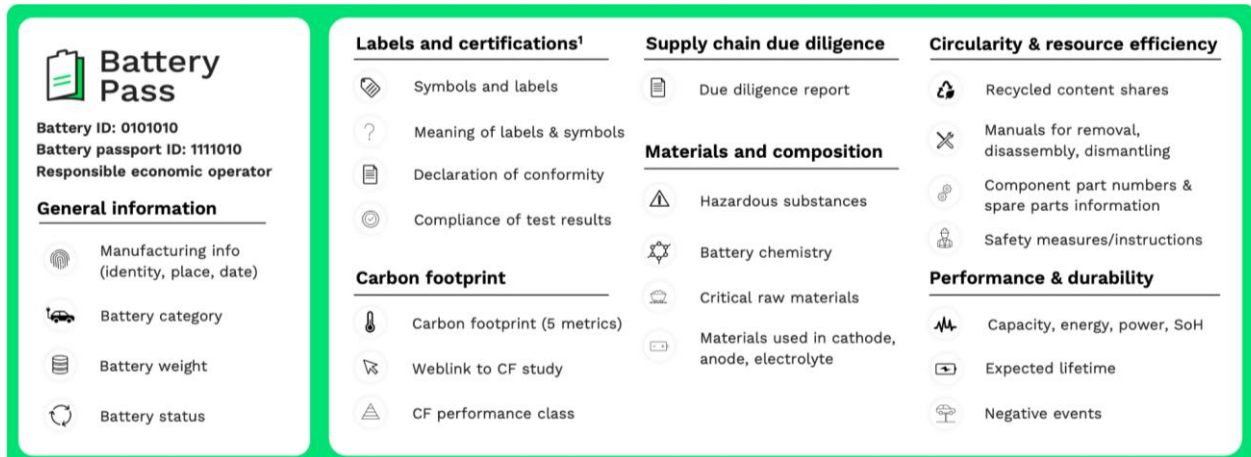 Battery
Pass
Battery ID: 0101010
Battery passport ID: 1111010
Responsible economic operator
General information
Manufacturing info
(identity, place, date)
Battery category
Battery weight
Battery status
Labels and certifications¹
Symbols and labels
Meaning of labels & symbols
Declaration of conformity
Compliance of test results
Carbon footprint
Carbon footprint (5 metrics)
Weblink to CF study
CF performance class
Supply chain due diligence
Due diligence report
Materials and composition
Hazardous substances
Battery chemistry
Critical raw materials
Materials used in cathode,
anode, electrolyte
Circularity & resource efficiency
Recycled content shares
Manuals for removal,
disassembly, dismantling
Component part numbers &
spare parts information
Safety measures/instructions
Performance & durability
Capacity, energy, power, SoH
Expected lifetime
Negative events